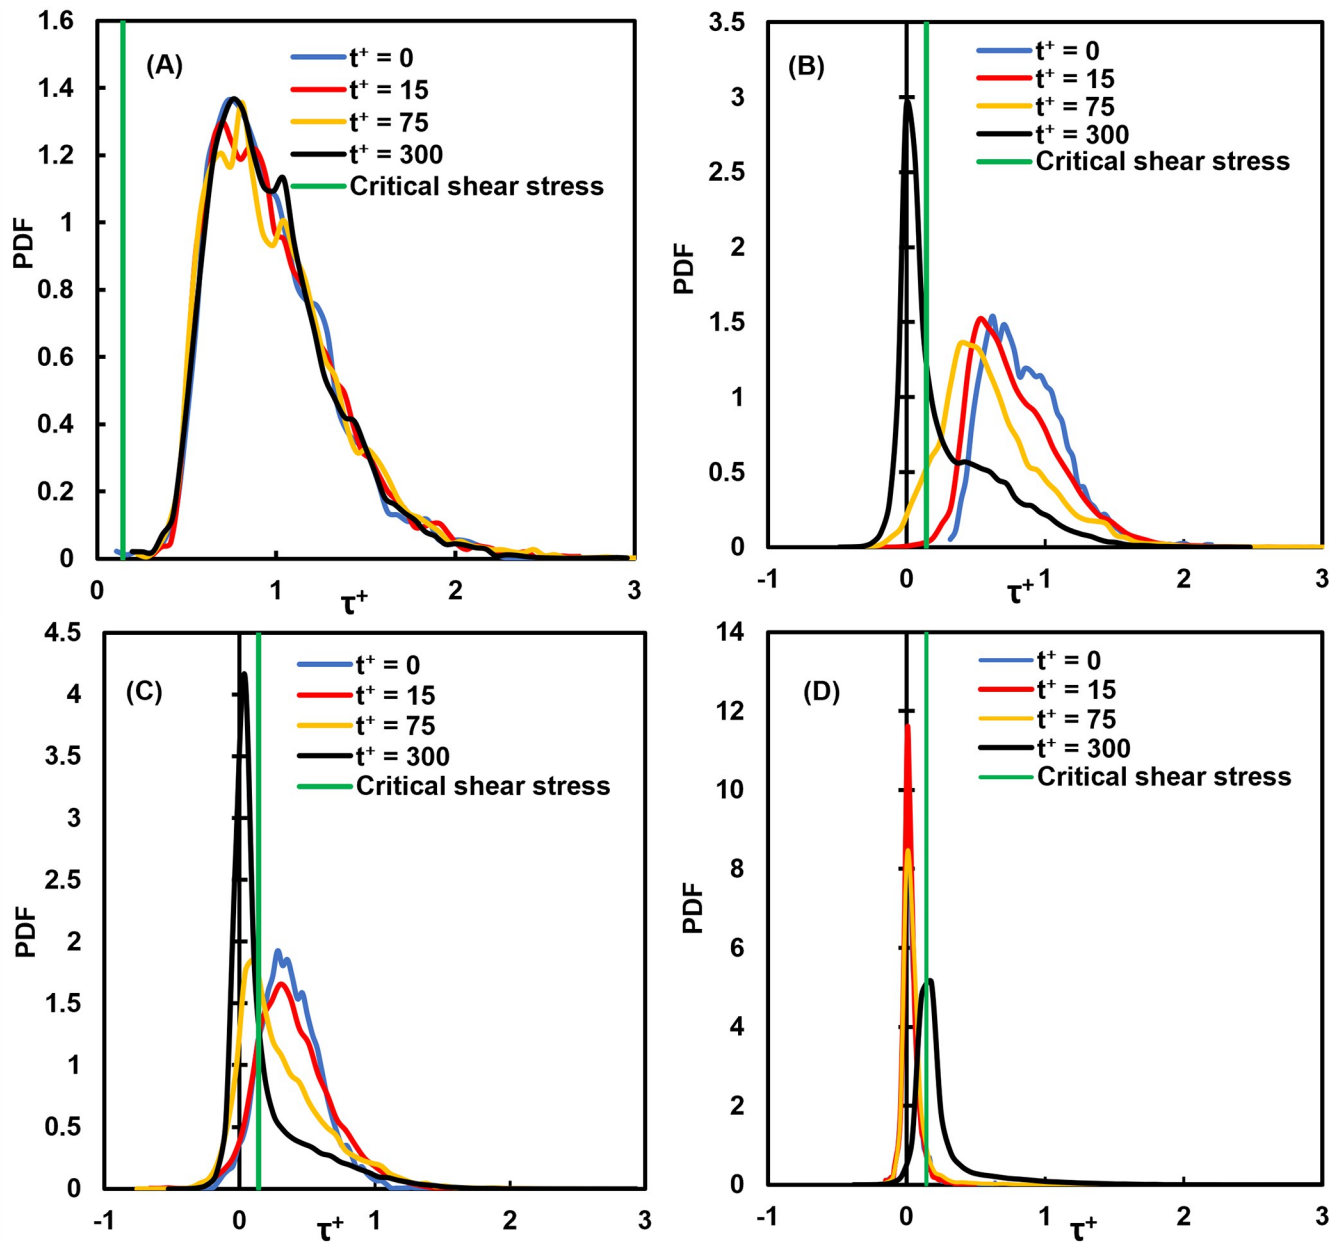 (A)
1.6
1.4
1.2
1
0.8
0.6
0.4
0.2
0
PDF
t+ = 0
t+ = 15
t+ = 75
t+ = 300
Critical shear stress
0 1 2 3
τ+
(B)
3.5
3
2.5
2
1.5
1
0.5
0
PDF
t+ = 0
t+ = 15
t+ = 75
t+ = 300
Critical shear stress
-1 0 1 2 3
τ+
(C)
4.5
4
3.5
3
2.5
2
1.5
1
0.5
0
PDF
t+ = 0
t+ = 15
t+ = 75
t+ = 300
Critical shear stress
-1 0 1 2 3
τ+
(D)
14
12
10
8
6
4
2
0
PDF
t+ = 0
t+ = 15
t+ = 75
t+ = 300
Critical shear stress
-1 0 1 2 3
τ+